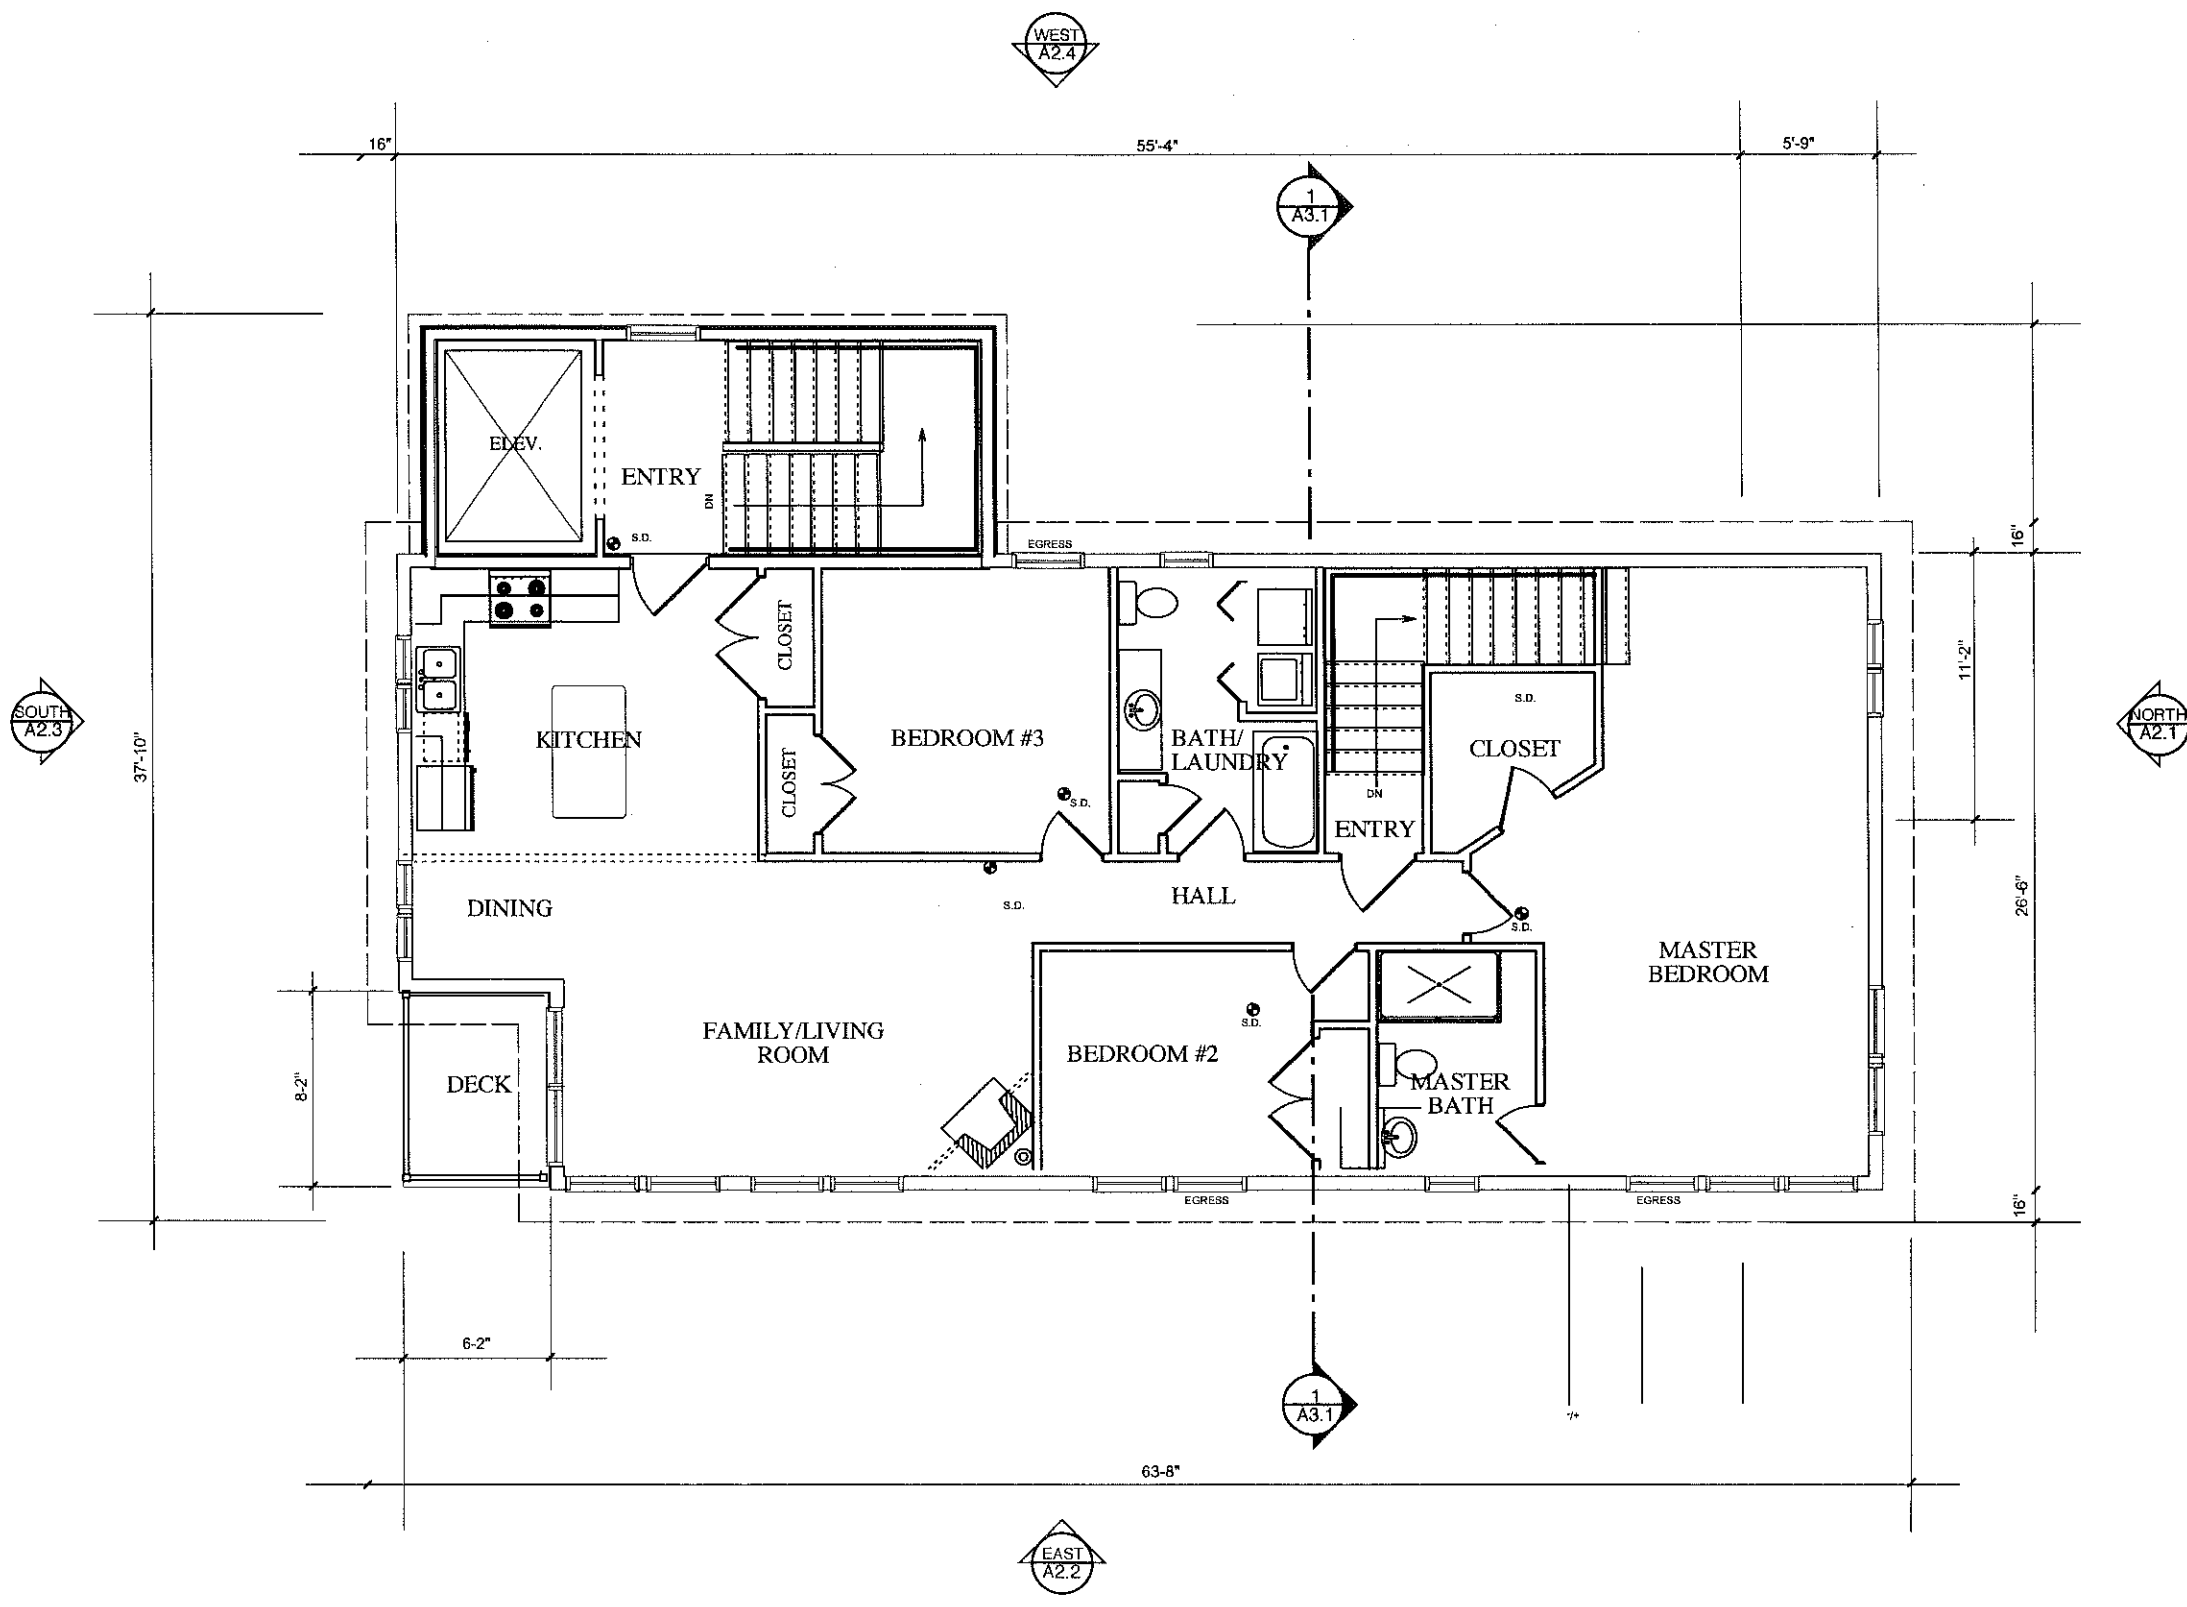 WEST
A2.4
16"
55'-4"
5'-9"
1
A3.1
ELEV.
ENTRY
DN
S.D.
EGRESS
16"
11'-2"
37'-10"
SOUTH
A2.3
NORTH
A2.1
CLOSET
CLOSET
KITCHEN
BEDROOM #3
BATH/
LAUNDRY
S.D.
CLOSET
S.D.
DN
ENTRY
DINING
S.D.
HALL
S.D.
26'-6"
MASTER
BEDROOM
FAMILY/LIVING
ROOM
S.D.
BEDROOM #2
MASTER
BATH
DECK
8-2"
EGRESS
EGRESS
16"
6-2"
1
A3.1
-/+
63-8"
EAST
A2.2